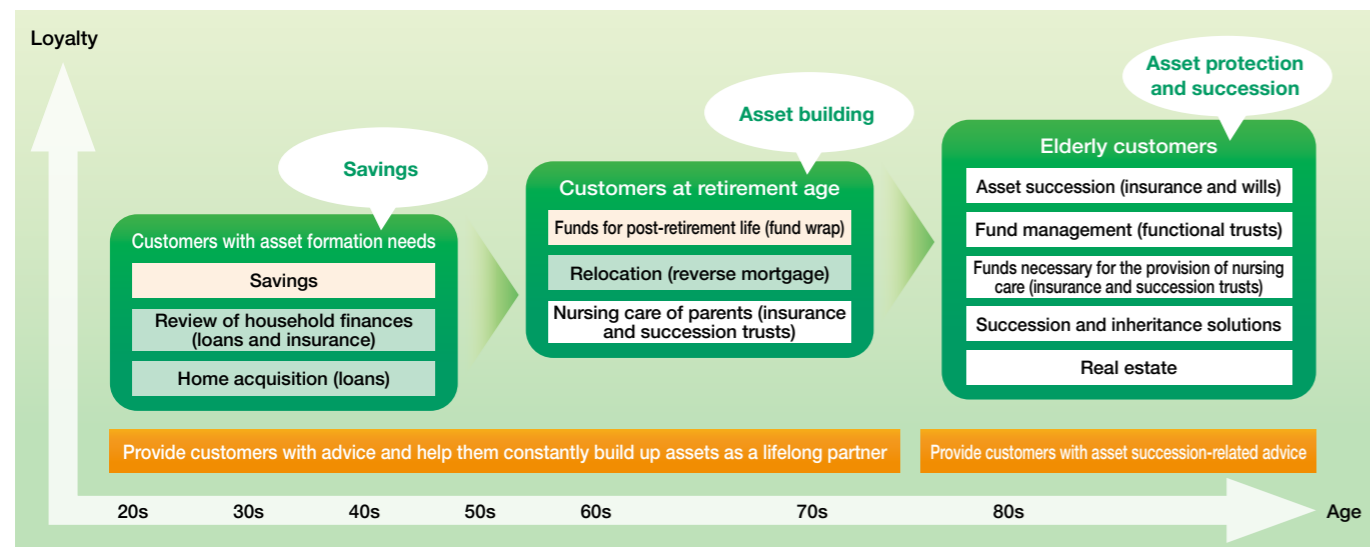 Loyalty
Savings
Customers with asset formation needs
Savings
Review of household finances
(loans and insurance)
Home acquisition (loans)
Asset building
Customers at retirement age
Funds for post-retirement life (fund wrap)
Relocation (reverse mortgage)
Nursing care of parents (insurance
and succession trusts)
Asset protection
and succession
Elderly customers
Asset succession (insurance and wills)
Fund management (functional trusts)
Funds necessary for the provision of nursing
care (insurance and succession trusts)
Succession and inheritance solutions
Real estate
Provide customers with advice and help them constantly build up assets as a lifelong partner
Provide customers with asset succession-related advice
20s 30s 40s 50s 60s 70s 80s Age